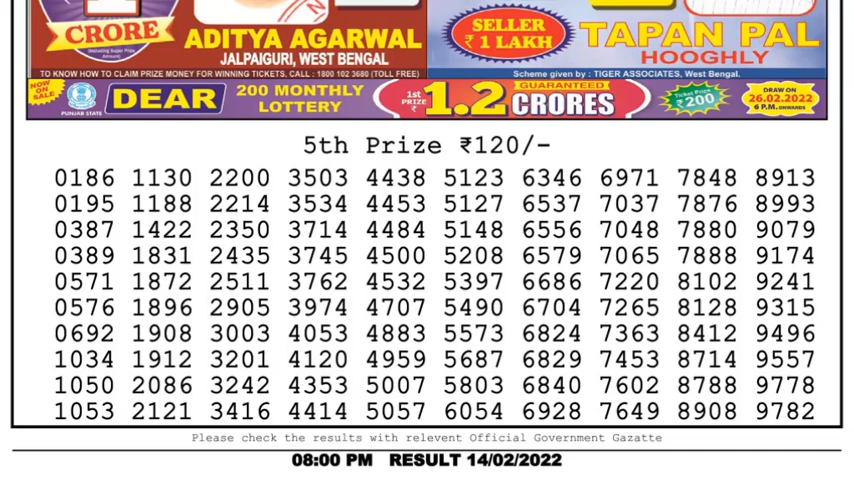 1
CRORE
(Including Super Prize Amount)
ADITYA AGARWAL
JALPAIGURI, WEST BENGAL
TO KNOW HOW TO CLAIM PRIZE MONEY FOR WINNING TICKETS, CALL : 1800 102 3680 (TOLL FREE)
SELLER
₹ 1 LAKH
TAPAN PAL
HOOGHLY
Scheme given by : TIGER ASSOCIATES, West Bengal.
NOW ON SALE
PUNJAB STATE
DEAR
200 MONTHLY
LOTTERY
1st PRIZE ₹
1.2
GUARANTEED
CRORES
Ticket Price
₹200
DRAW ON
26.02.2022
6 P.M. ONWARDS
5th Prize ₹120/-
0186 1130 2200 3503 4438 5123 6346 6971 7848 8913
0195 1188 2214 3534 4453 5127 6537 7037 7876 8993
0387 1422 2350 3714 4484 5148 6556 7048 7880 9079
0389 1831 2435 3745 4500 5208 6579 7065 7888 9174
0571 1872 2511 3762 4532 5397 6686 7220 8102 9241
0576 1896 2905 3974 4707 5490 6704 7265 8128 9315
0692 1908 3003 4053 4883 5573 6824 7363 8412 9496
1034 1912 3201 4120 4959 5687 6829 7453 8714 9557
1050 2086 3242 4353 5007 5803 6840 7602 8788 9778
1053 2121 3416 4414 5057 6054 6928 7649 8908 9782
Please check the results with relevent Official Government Gazatte
08:00 PM RESULT 14/02/2022